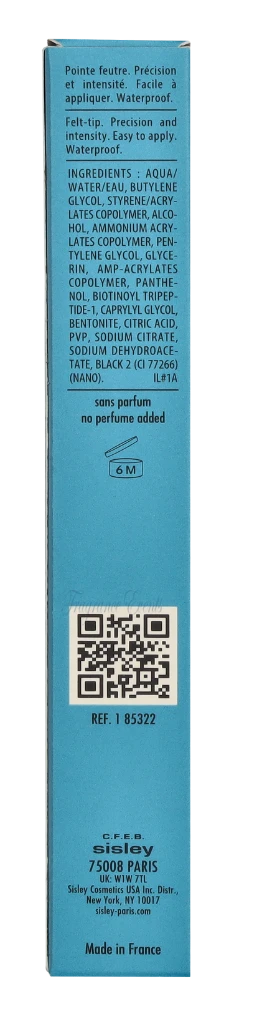 Pointe feutre. Précision
et intensité. Facile à
appliquer. Waterproof.
Felt-tip. Precision and
intensity. Easy to apply.
Waterproof.
INGREDIENTS : AQUA/
WATER/EAU, BUTYLENE
GLYCOL, STYRENE/ACRY-
LATES COPOLYMER, ALCO-
HOL, AMMONIUM ACRY-
LATES COPOLYMER, PEN-
TYLENE GLYCOL, GLYCE-
RIN, AMP-ACRYLATES
COPOLYMER, PANTHE-
NOL, BIOTINOYL TRIPEP-
TIDE-1, CAPRYLYL GLYCOL,
BENTONITE, CITRIC ACID,
PVP, SODIUM CITRATE,
SODIUM DEHYDROACE-
TATE, BLACK 2 (CI 77266)
(NANO). IL#1A
sans parfum
no perfume added
6 M
REF. 1 85322
C.F.E.B.
sisley
75008 PARIS
UK: W1W 7TL
Sisley Cosmetics USA Inc. Distr.,
New York, NY 10017
sisley-paris.com
Made in France